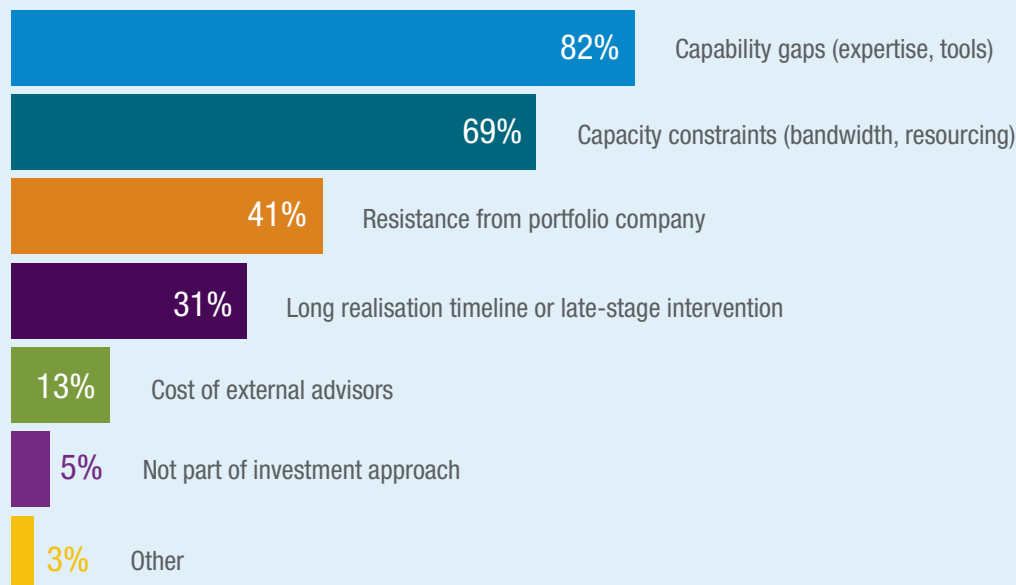 82% Capability gaps (expertise, tools)
69% Capacity constraints (bandwidth, resourcing)
41% Resistance from portfolio company
31% Long realisation timeline or late-stage intervention
13% Cost of external advisors
5% Not part of investment approach
3% Other